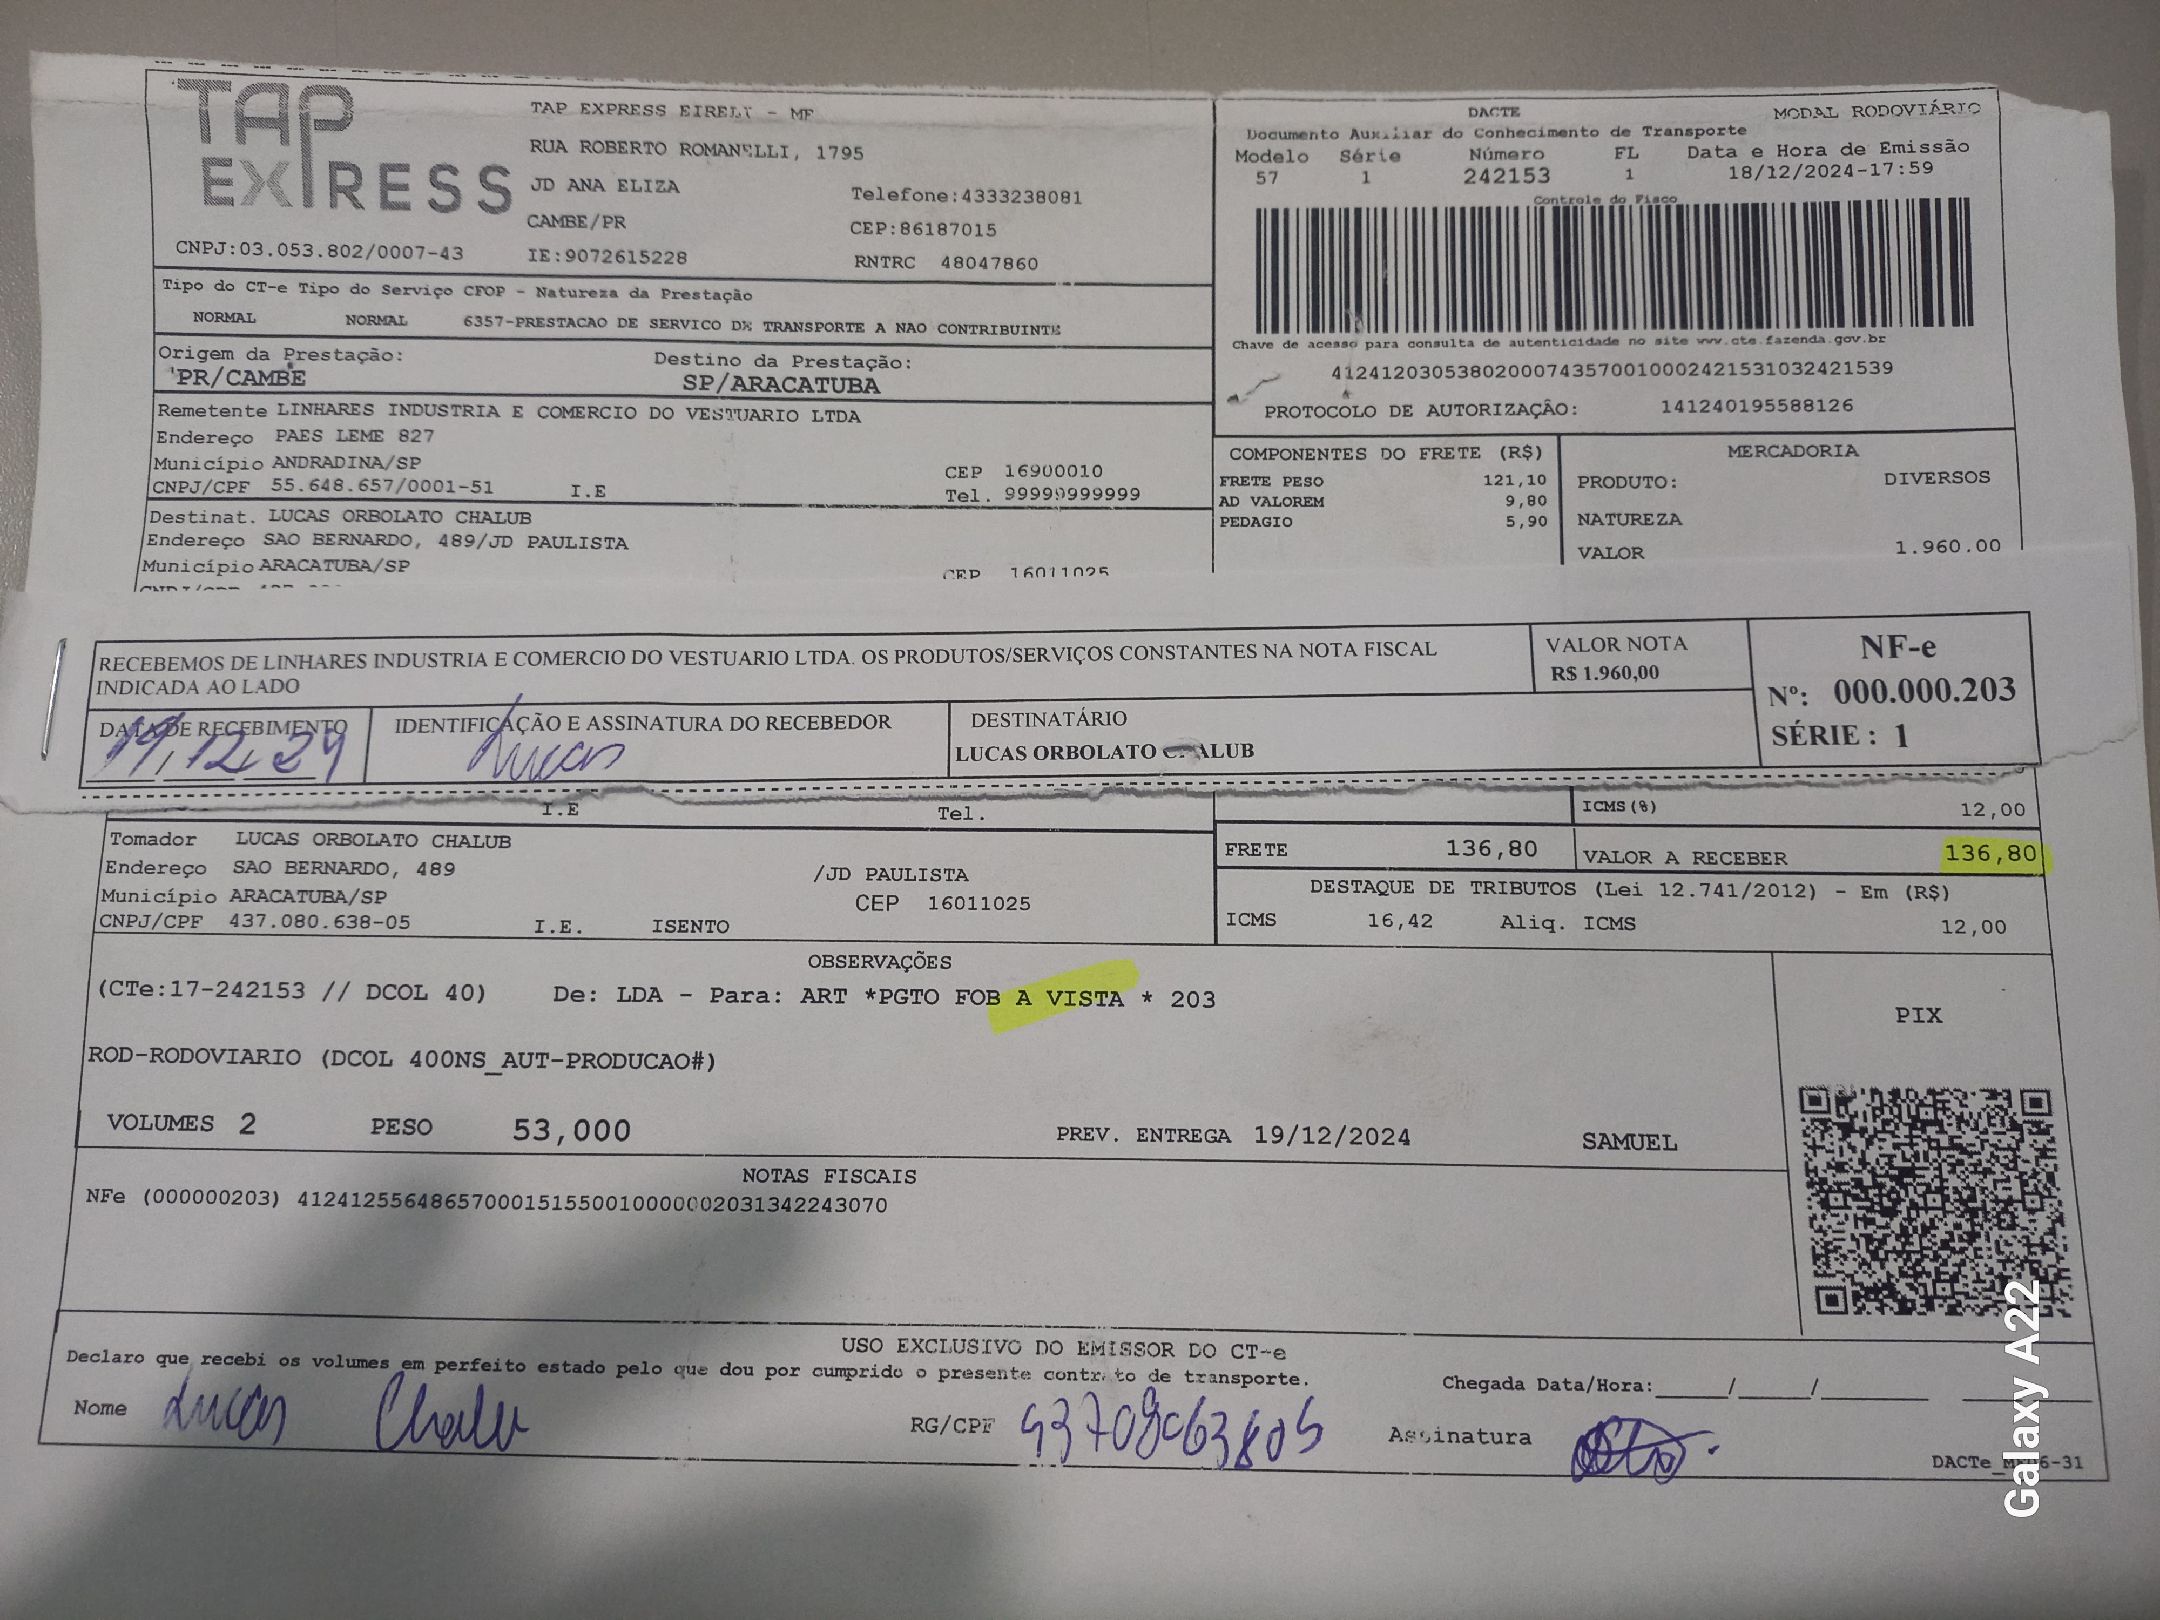 TAP EXPRESS
TAP EXPRESS EIRELI - MF
RUA ROBERTO ROMANELLI, 1795
JD ANA ELIZA
Telefone:4333238081
CAMBE/PR
CEP:86187015
CNPJ:03.053.802/0007-43 IE:9072615228 RNTRC 48047860
DACTE MODAL RODOVIÁRIO
Documento Auxiliar do Conhecimento de Transporte
Modelo Série Número FL Data e Hora de Emissão
57 1 242153 1 18/12/2024-17:59
Controle do Fisco
Chave de acesso para consulta de autenticidade no site www.cte.fazenda.gov.br
41241203053802000743570010002421531032421539
PROTOCOLO DE AUTORIZAÇÃO: 141240195588126
Tipo do CT-e Tipo do Serviço CFOP - Natureza da Prestação
NORMAL NORMAL 6357-PRESTACAO DE SERVICO DE TRANSPORTE A NAO CONTRIBUINTE
Origem da Prestação: Destino da Prestação:
PR/CAMBE SP/ARACATUBA
Remetente LINHARES INDUSTRIA E COMERCIO DO VESTUARIO LTDA
Endereço PAES LEME 827
Município ANDRADINA/SP CEP 16900010
CNPJ/CPF 55.648.657/0001-51 I.E Tel. 99999999999
Destinat. LUCAS ORBOLATO CHALUB
Endereço SAO BERNARDO, 489/JD PAULISTA
Município ARACATUBA/SP CEP 16011025
COMPONENTES DO FRETE (R$)
FRETE PESO 121,10
AD VALOREM 9,80
PEDAGIO 5,90
MERCADORIA
PRODUTO: DIVERSOS
NATUREZA
VALOR 1.960.00
RECEBEMOS DE LINHARES INDUSTRIA E COMERCIO DO VESTUARIO LTDA. OS PRODUTOS/SERVIÇOS CONSTANTES NA NOTA FISCAL
INDICADA AO LADO
VALOR NOTA
R$ 1.960,00
NF-e
Nº: 000.000.203
SÉRIE : 1
DATA DE RECEBIMENTO
19,12,24
IDENTIFICAÇÃO E ASSINATURA DO RECEBEDOR
Lucas
DESTINATÁRIO
LUCAS ORBOLATO CHALUB
I.E Tel.
ICMS(%) 12,00
Tomador LUCAS ORBOLATO CHALUB
Endereço SAO BERNARDO, 489 /JD PAULISTA
Município ARACATUBA/SP CEP 16011025
CNPJ/CPF 437.080.638-05 I.E. ISENTO
FRETE 136,80 VALOR A RECEBER 136,80
DESTAQUE DE TRIBUTOS (Lei 12.741/2012) - Em (R$)
ICMS 16,42 Aliq. ICMS 12,00
OBSERVAÇÕES
(CTe:17-242153 // DCOL 40) De: LDA - Para: ART *PGTO FOB A VISTA * 203
ROD-RODOVIARIO (DCOL 400NS_AUT-PRODUCAO#)
PIX
VOLUMES 2 PESO 53,000 PREV. ENTREGA 19/12/2024 SAMUEL
NOTAS FISCAIS
NFe (000000203) 41241255648657000151550010000002031342243070
USO EXCLUSIVO DO EMISSOR DO CT-e
Declaro que recebi os volumes em perfeito estado pelo que dou por cumprido o presente contrato de transporte.
Chegada Data/Hora:_____/_____/_______
Nome Lucas Chalub RG/CPF 43708063805 Assinatura
Galaxy A22